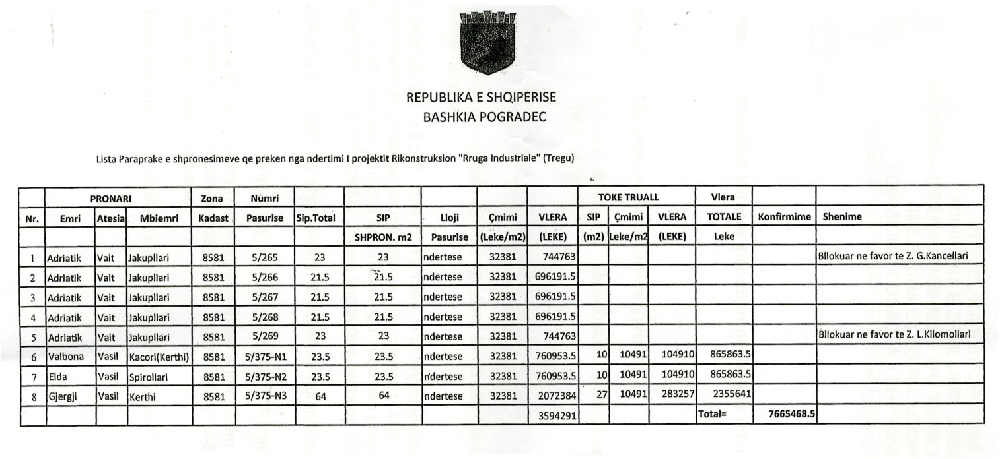 REPUBLIKA E SHQIPERISE
BASHKIA POGRADEC
Lista Paraprake e shpronesimeve qe preken nga ndertimi I projektit Rikonstruksion "Rruga Industriale" (Tregu)
PRONARI Zona Numri TOKE TRUALL Vlera
Nr. Emri Atesia Mbiemri Kadast Pasurise Sip.Total SIP Lloji Çmimi VLERA SIP Çmimi VLERA TOTALE Konfirmime Shenime
SHPRON. m2 Pasurise (Leke/m2) (LEKE) (m2) Leke/m2 (LEKE) Leke
1 Adriatik Vait Jakupllari 8581 5/265 23 23 ndertese 32381 744763 Bllokuar ne favor te Z. G.Kancellari
2 Adriatik Vait Jakupllari 8581 5/266 21.5 21.5 ndertese 32381 696191.5
3 Adriatik Vait Jakupllari 8581 5/267 21.5 21.5 ndertese 32381 696191.5
4 Adriatik Vait Jakupllari 8581 5/268 21.5 21.5 ndertese 32381 696191.5
5 Adriatik Vait Jakupllari 8581 5/269 23 23 ndertese 32381 744763 Bllokuar ne favor te Z. L.Kllomollari
6 Valbona Vasil Kacori(Kerthi) 8581 5/375-N1 23.5 23.5 ndertese 32381 760953.5 10 10491 104910 865863.5
7 Elda Vasil Spirollari 8581 5/375-N2 23.5 23.5 ndertese 32381 760953.5 10 10491 104910 865863.5
8 Gjergji Vasil Kerthi 8581 5/375-N3 64 64 ndertese 32381 2072384 27 10491 283257 2355641
3594291 Total= 7665468.5